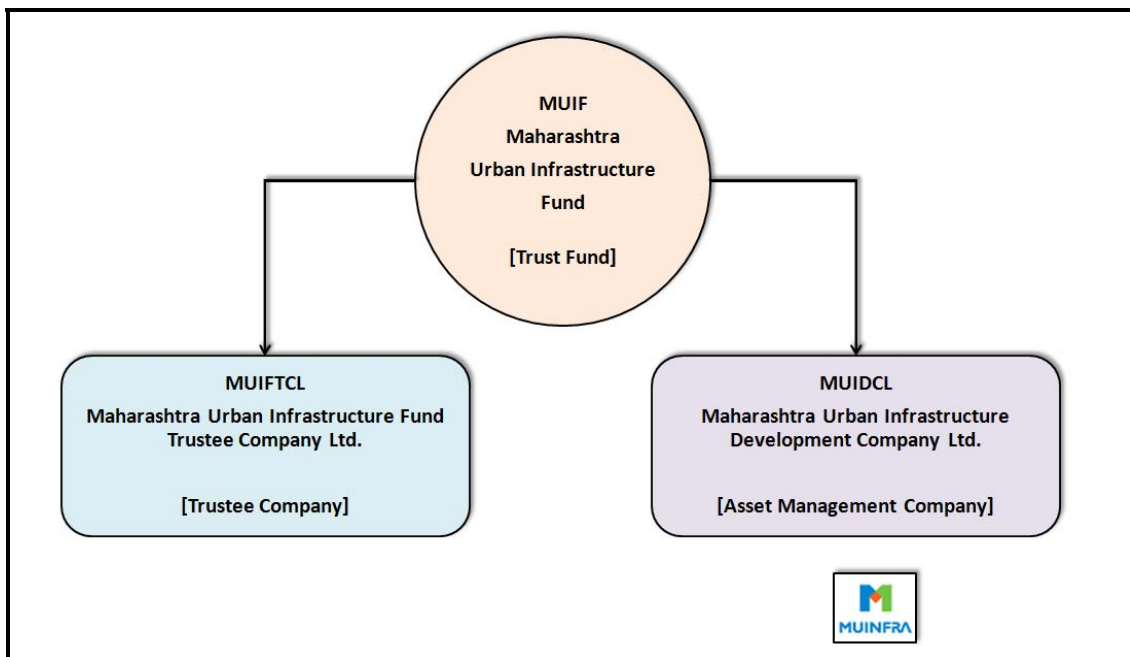 MUIF
Maharashtra
Urban Infrastructure
Fund
[Trust Fund]
MUIFTCL
Maharashtra Urban Infrastructure Fund
Trustee Company Ltd.
[Trustee Company]
MUIDCL
Maharashtra Urban Infrastructure
Development Company Ltd.
[Asset Management Company]
MUINFRA